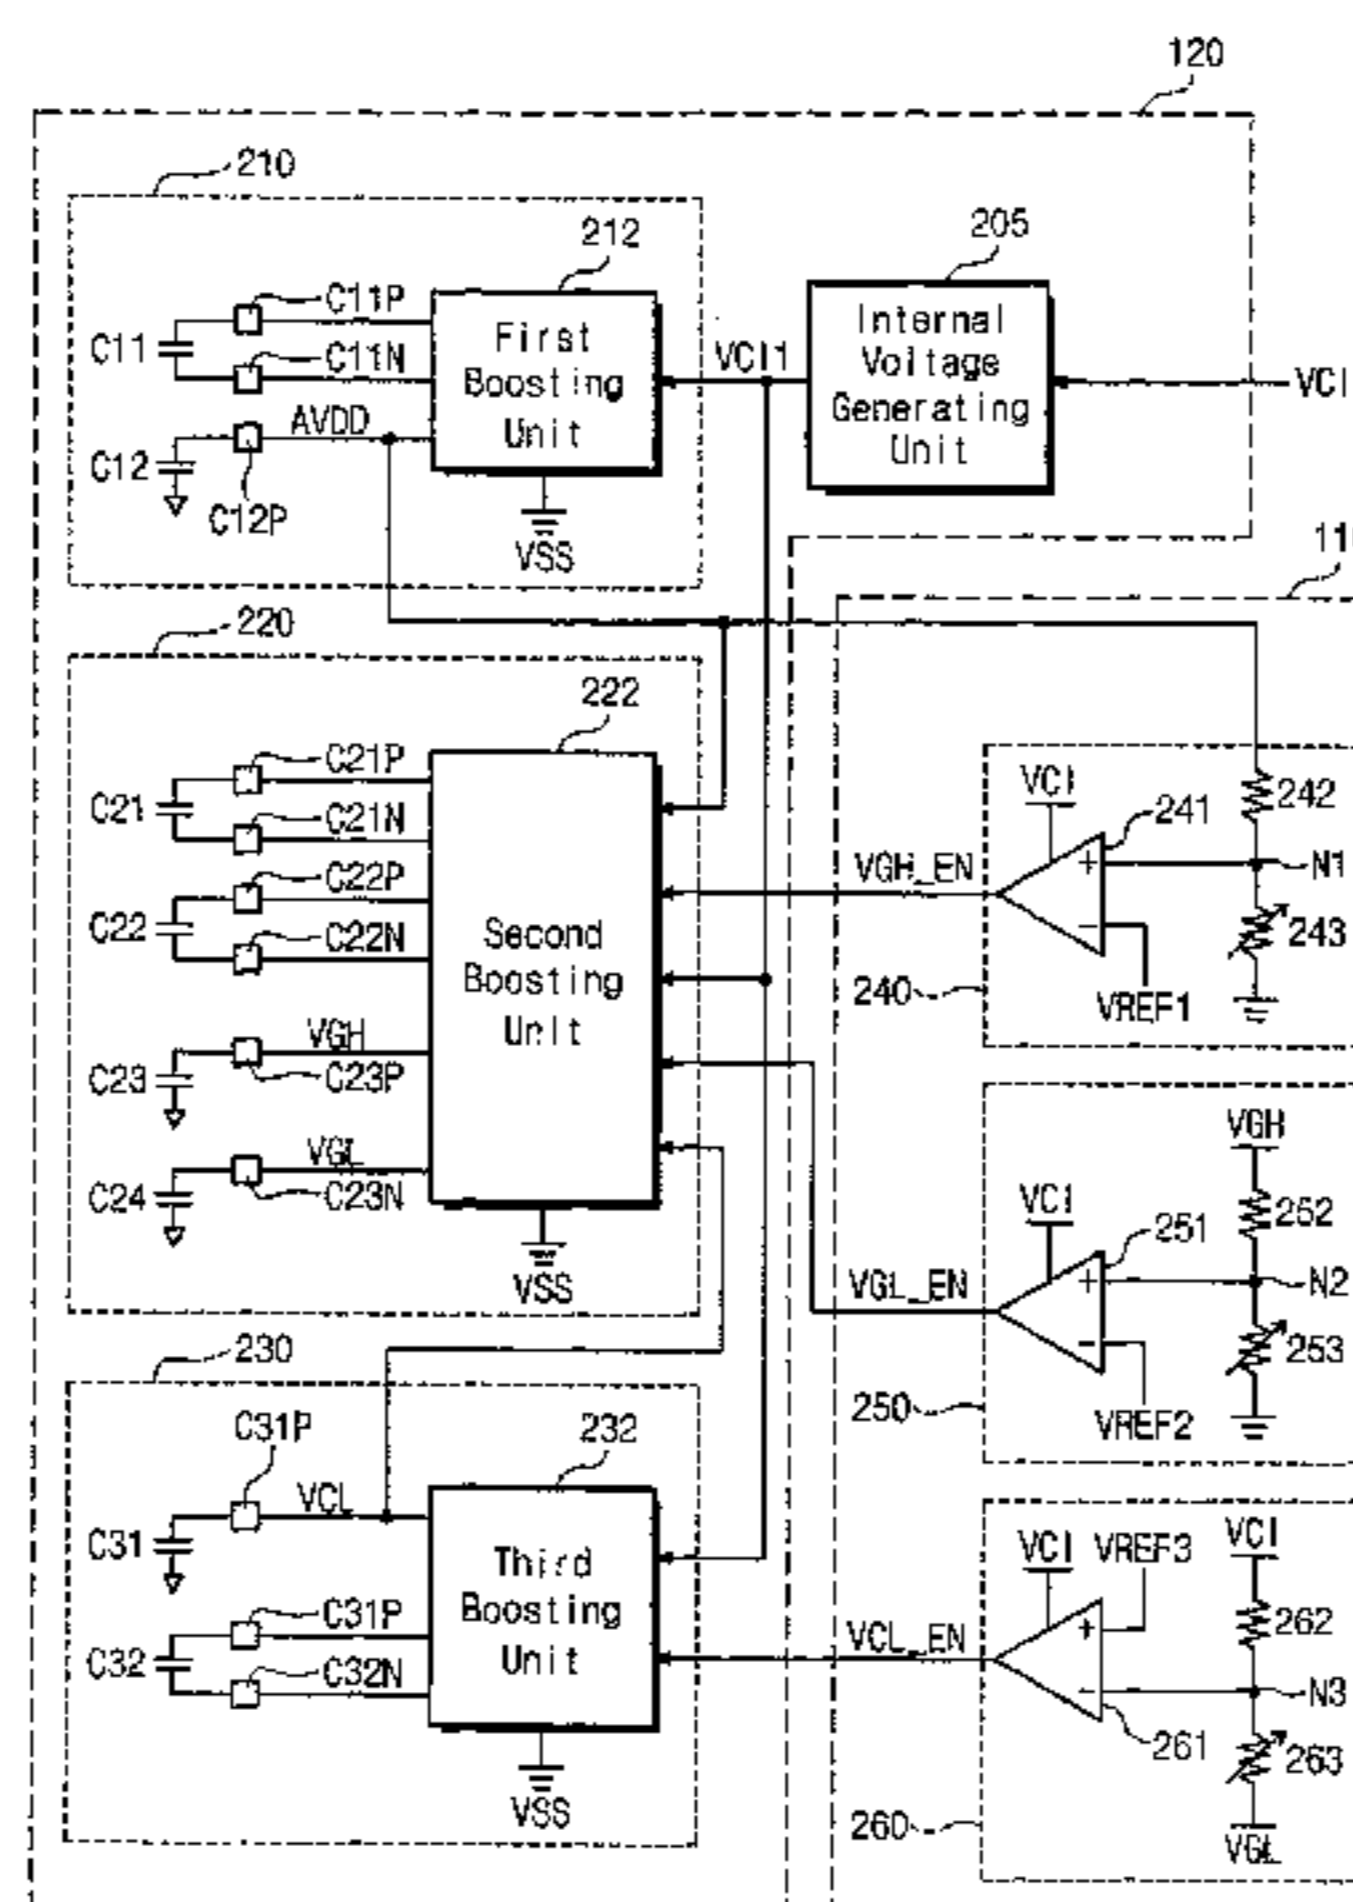 120
210
212
205
C11P
C11
C11N
First
Boosting
Unit
VCI1
Internal
Voltage
Generating
Unit
VCI
AVDD
C12
C12P
VSS
220
222
C21P
C21
C21N
C22P
C22
C22N
Second
Boosting
Unit
VGH
C23
C23P
VGL
C24
C23N
VSS
VGH_EN
VCI
241
242
N1
243
240
VREF1
VGH
VCI
251
252
N2
VGL_EN
253
250
VREF2
230
C31P
232
VCL
C31
Third
Boosting
Unit
C31P
C32
C32N
VSS
VCI
VREF3
VCI
262
VCL_EN
N3
261
263
260
VGL